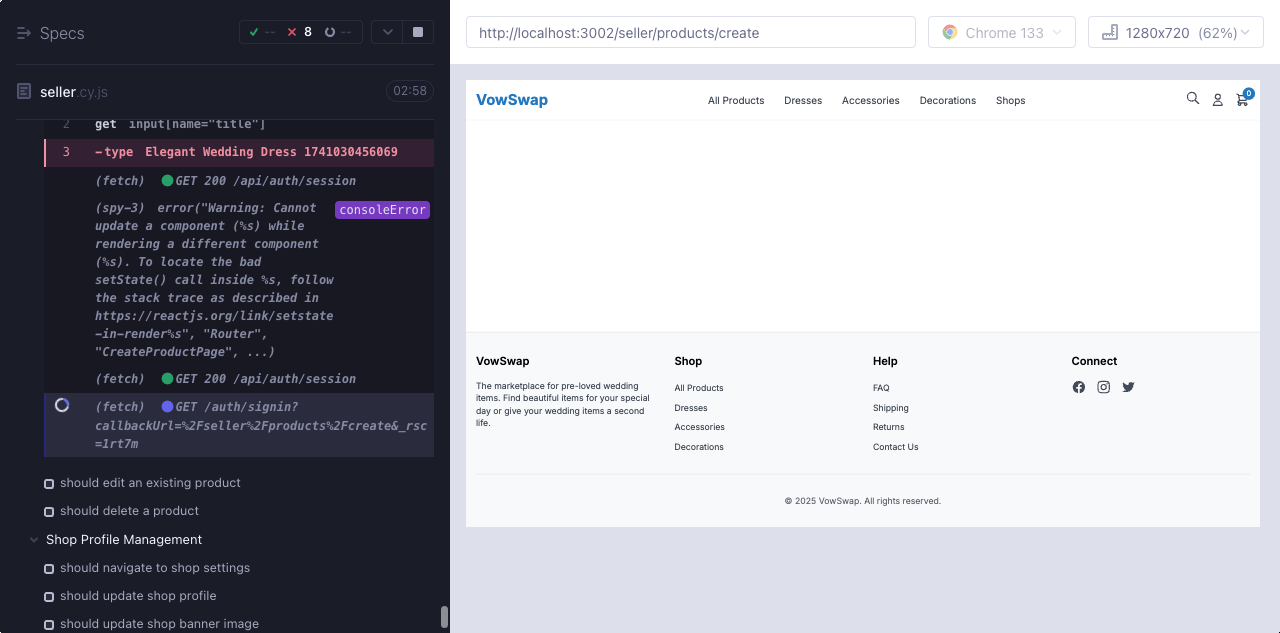 Specs
-- 8 --
seller.cy.js
02:58
2 get input[name="title"]
3 -type Elegant Wedding Dress 1741030456069
(fetch) GET 200 /api/auth/session
(spy-3) error("Warning: Cannot
consoleError
update a component (%s) while
rendering a different component
(%s). To locate the bad
setState() call inside %s, follow
the stack trace as described in
https://reactjs.org/link/setstate
-in-render%s", "Router",
"CreateProductPage", ...)
(fetch) GET 200 /api/auth/session
(fetch) GET /auth/signin?
callbackUrl=%2Fseller%2Fproducts%2Fcreate&_rsc
=1rt7m
should edit an existing product
should delete a product
Shop Profile Management
should navigate to shop settings
should update shop profile
should update shop banner image
http://localhost:3002/seller/products/create
Chrome 133
1280x720 (62%)
VowSwap
All Products Dresses Accessories Decorations Shops
0
VowSwap
The marketplace for pre-loved wedding
items. Find beautiful items for your special
day or give your wedding items a second
life.
Shop
All Products
Dresses
Accessories
Decorations
Help
FAQ
Shipping
Returns
Contact Us
Connect
© 2025 VowSwap. All rights reserved.